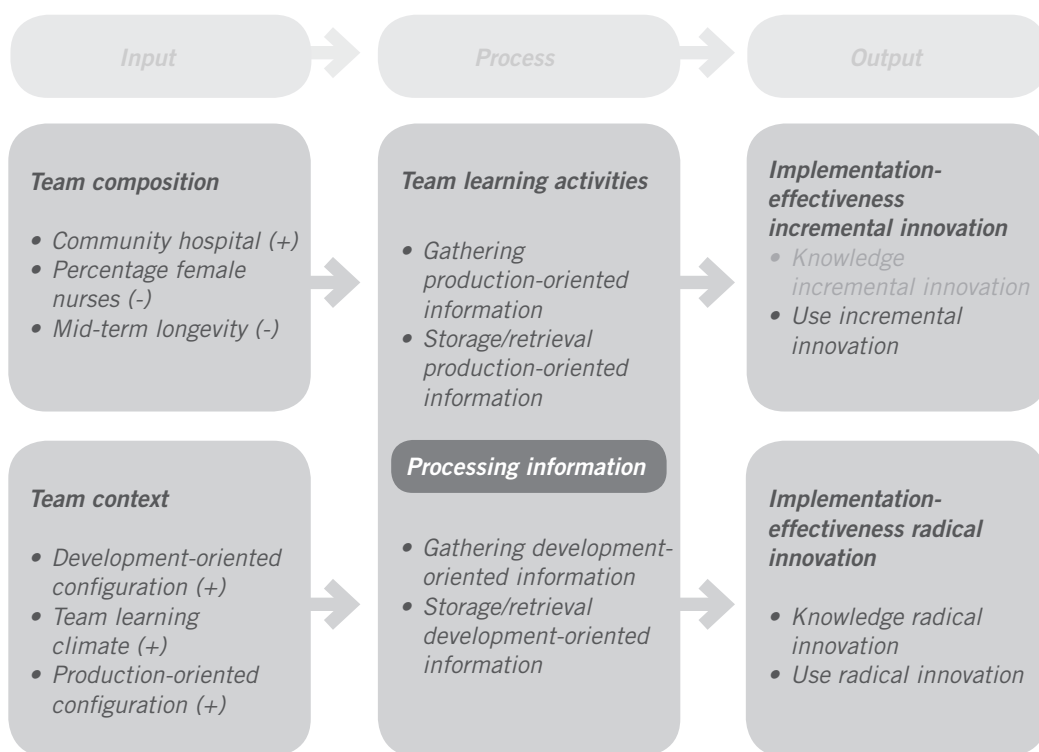 Input
Process
Output
Team composition
• Community hospital (+)
• Percentage female
nurses (-)
• Mid-term longevity (-)
Team context
• Development-oriented
configuration (+)
• Team learning
climate (+)
• Production-oriented
configuration (+)
Team learning activities
• Gathering
production-oriented
information
• Storage/retrieval
production-oriented
information
Processing information
• Gathering development-
oriented information
• Storage/retrieval
development-oriented
information
Implementation-
effectiveness
incremental innovation
• Knowledge
incremental innovation
• Use incremental
innovation
Implementation-
effectiveness radical
innovation
• Knowledge radical
innovation
• Use radical innovation